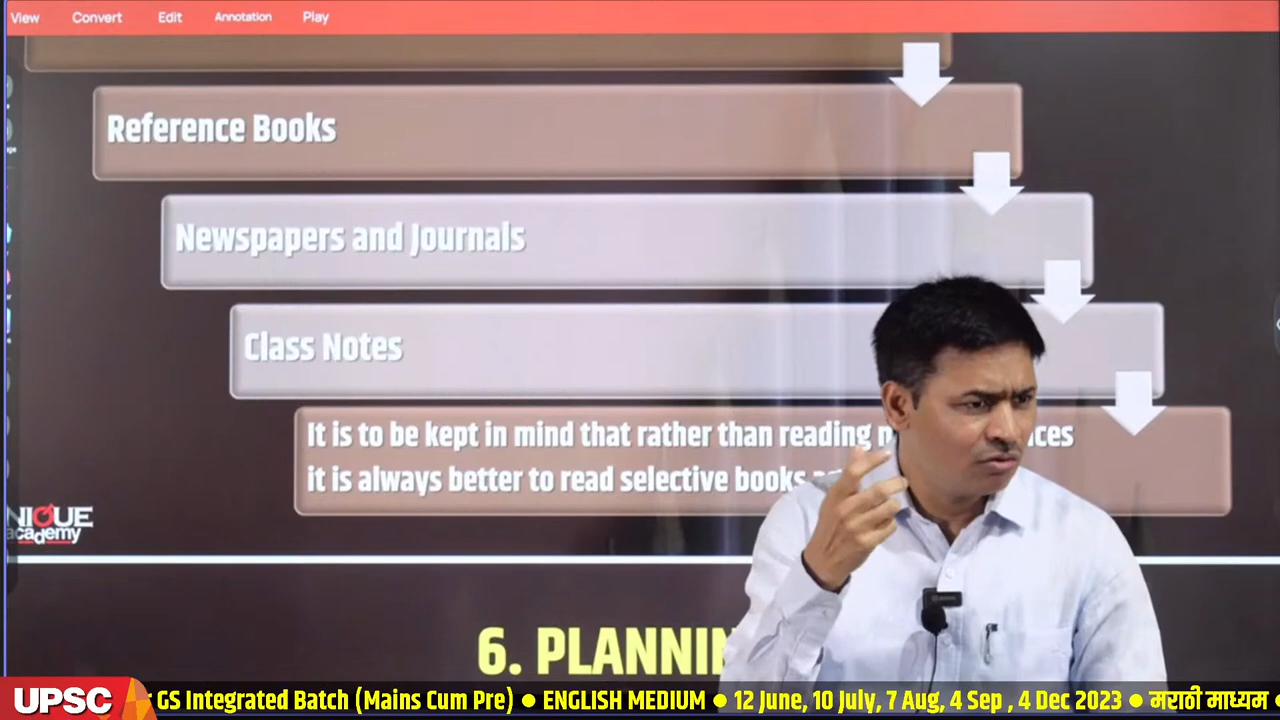 View Convert Edit Annotation Play
Reference Books
Newspapers and Journals
Class Notes
It is to be kept in mind that rather than reading
it is always better to read selective books
NIQUE
academy
6. PLANNIN
UPSC GS Integrated Batch (Mains Cum Pre) ● ENGLISH MEDIUM ● 12 June, 10 July, 7 Aug, 4 Sep , 4 Dec 2023 ● मराठी माध्यम